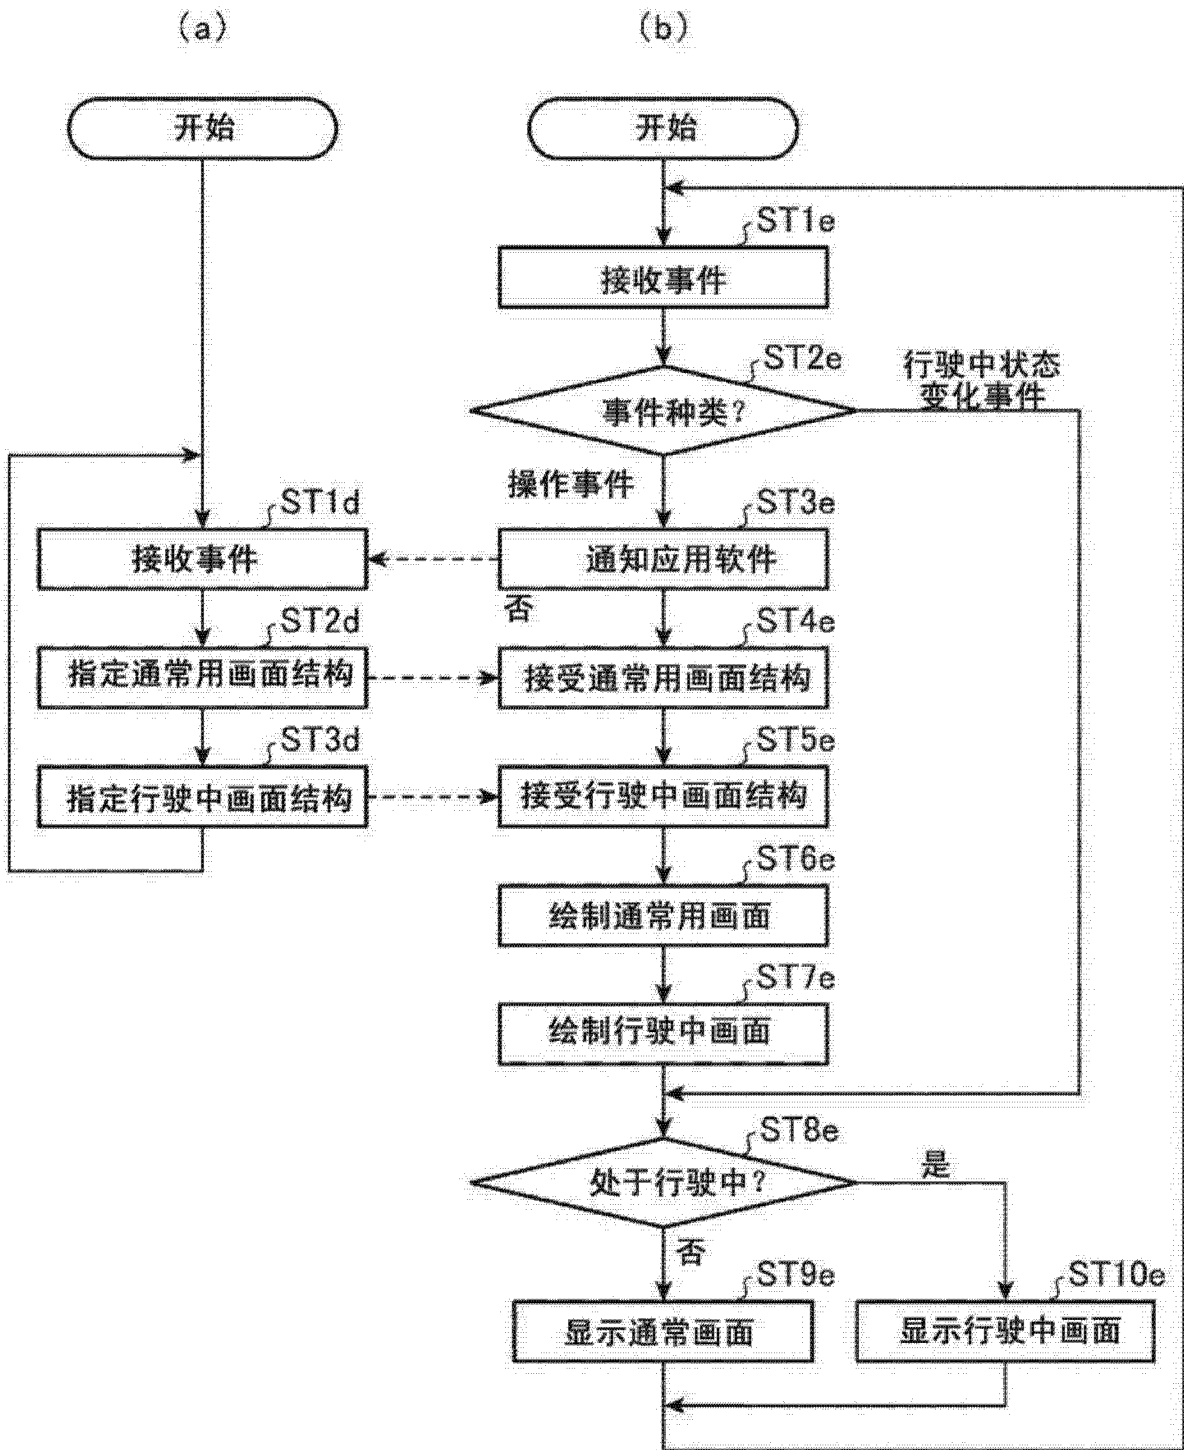 (a)
(b)
开始
开始
ST1e
接收事件
ST2e
行驶中状态
变化事件
事件种类?
操作事件
ST1d
ST3e
接收事件
通知应用软件
否
ST2d
ST4e
指定通常用画面结构
接受通常用画面结构
ST3d
ST5e
指定行驶中画面结构
接受行驶中画面结构
ST6e
绘制通常用画面
ST7e
绘制行驶中画面
ST8e
处于行驶中?
是
否
ST9e
ST10e
显示通常画面
显示行驶中画面